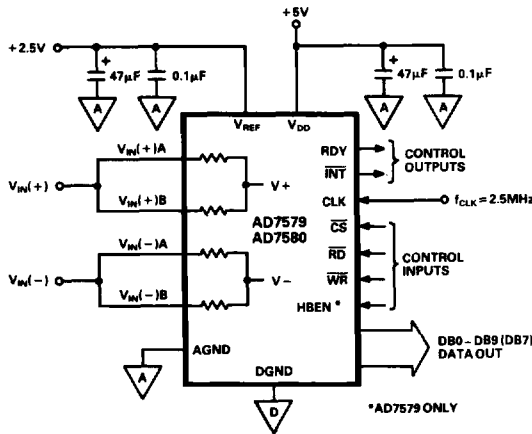 +5V
+2.5V
+
47μF
0.1μF
+
47μF
0.1μF
A
A
A
A
VREF
VDD
VIN(+)A
VIN(+)
V+
VIN(+)B
VIN(-)A
VIN(-)
V-
VIN(-)B
AD7579
AD7580
RDY
INT
CONTROL
OUTPUTS
CLK
fCLK = 2.5MHz
CS
RD
WR
HBEN*
CONTROL
INPUTS
DB0 - DB9 (DB7)
DATA OUT
AGND
A
DGND
D
*AD7579 ONLY